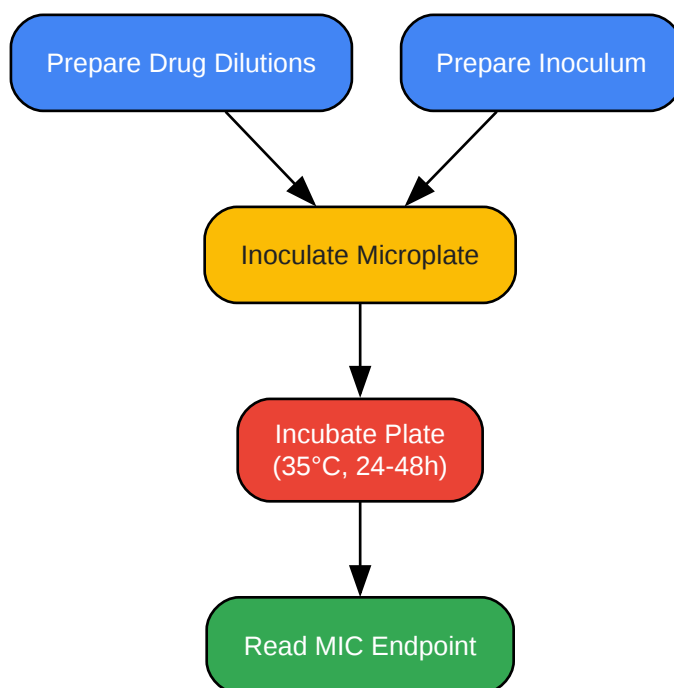 Prepare Drug Dilutions
Prepare Inoculum
Inoculate Microplate
Incubate Plate
(35°C, 24-48h)
Read MIC Endpoint